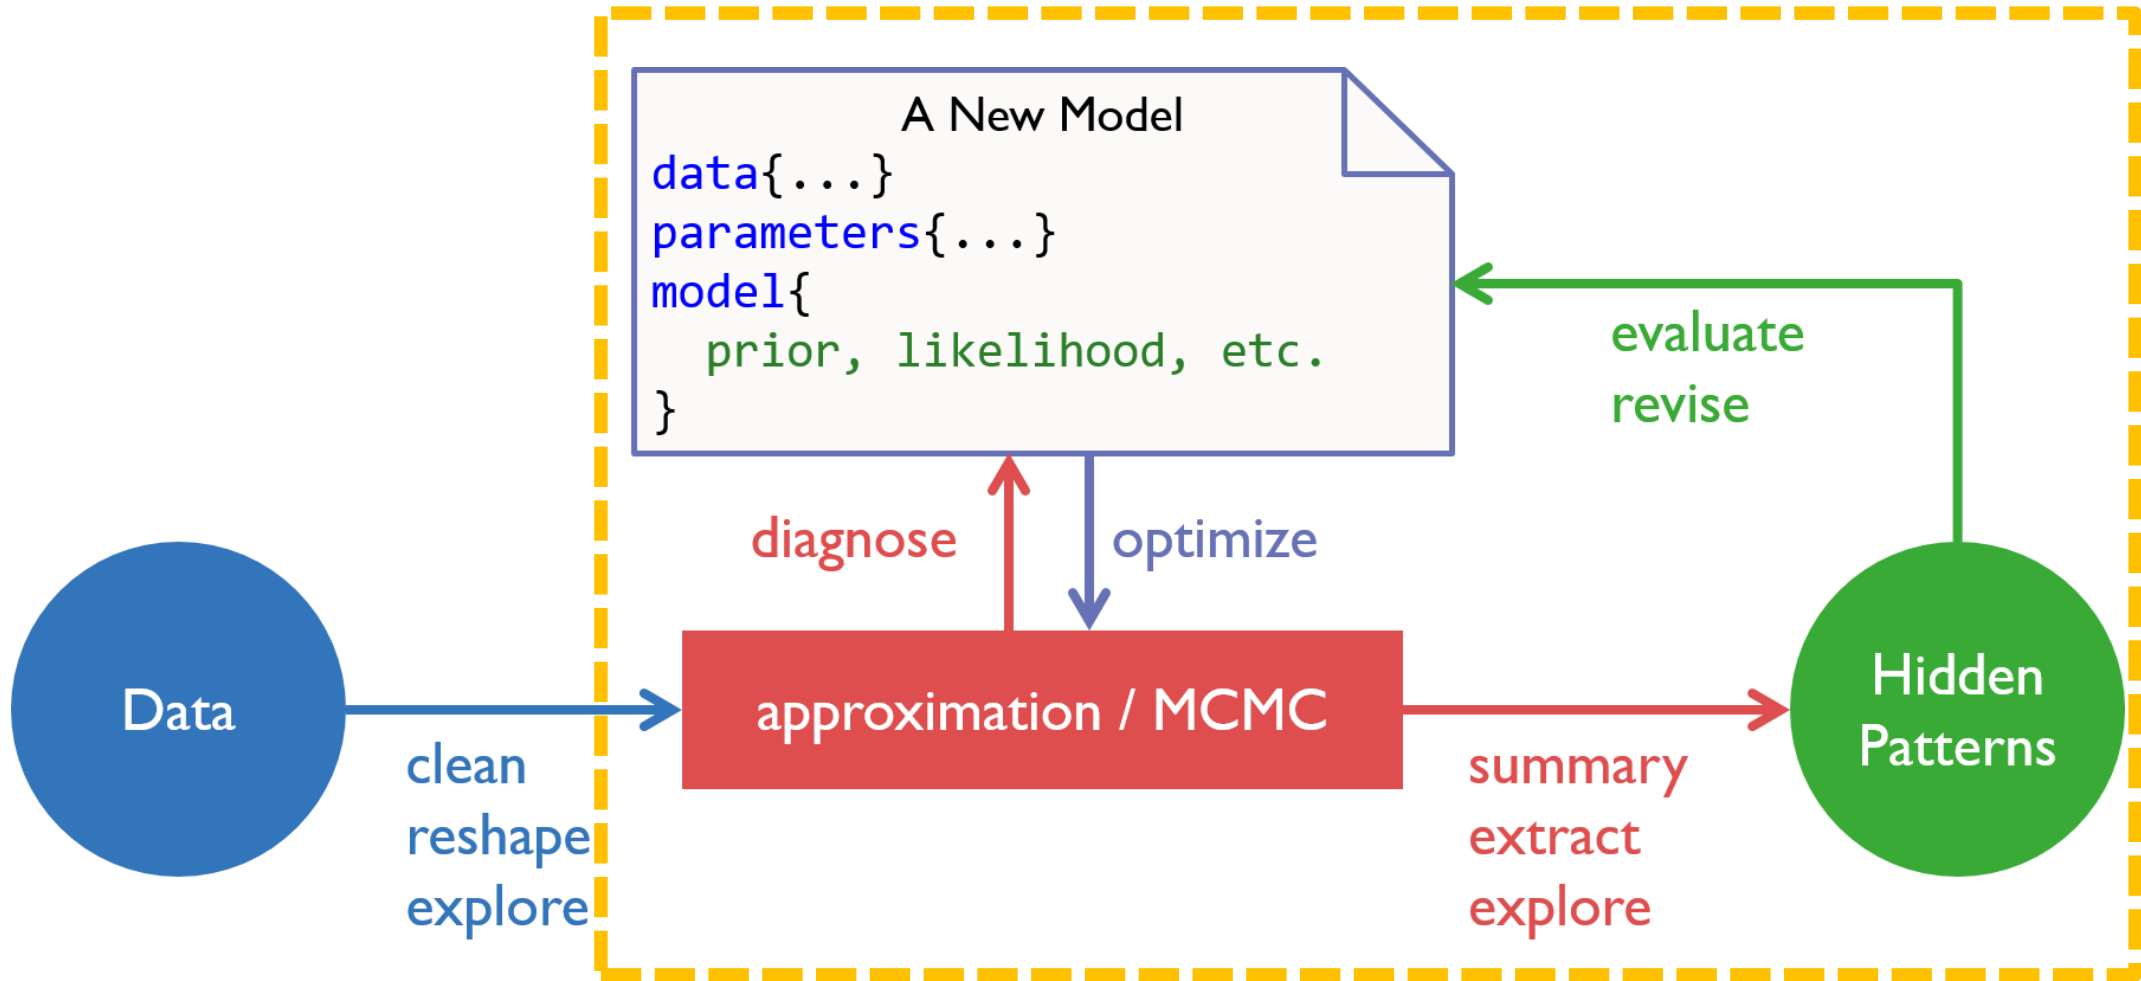 A New Model
data{...}
parameters{...}
model{
  prior, likelihood, etc.
}
evaluate
revise
diagnose
optimize
Data
approximation / MCMC
Hidden
Patterns
clean
reshape
explore
summary
extract
explore